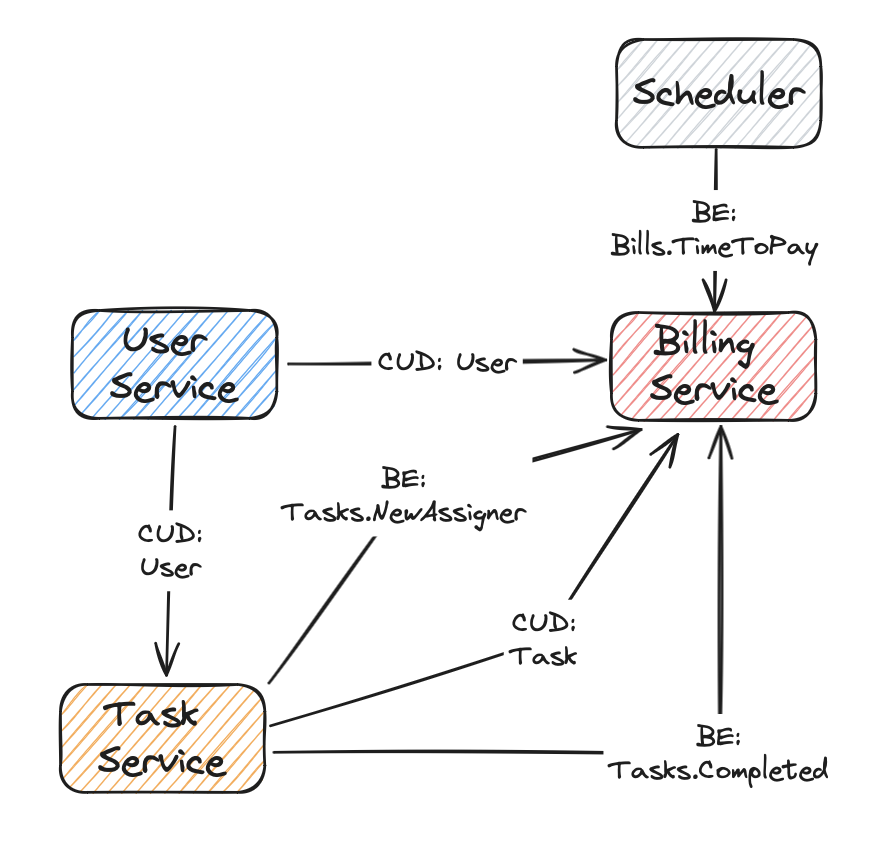 Scheduler
BE:
Bills.TimeToPay
User
Service
CUD: User
Billing
Service
BE:
Tasks.NewAssigner
CUD:
User
CUD:
Task
Task
Service
BE:
Tasks.Completed